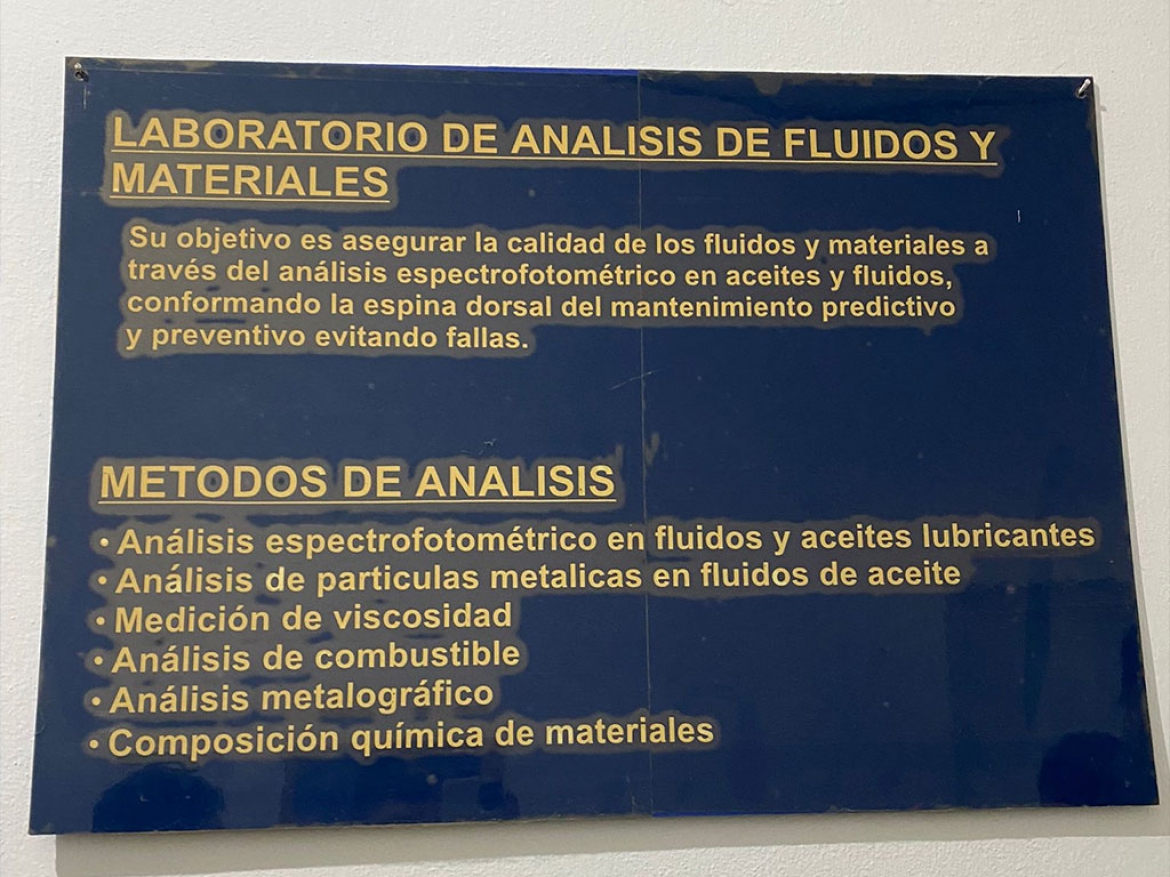 LABORATORIO DE ANALISIS DE FLUIDOS Y
MATERIALES
Su objetivo es asegurar la calidad de los fluidos y materiales a
través del análisis espectrofotométrico en aceites y fluidos,
conformando la espina dorsal del mantenimiento predictivo
y preventivo evitando fallas.
METODOS DE ANALISIS
• Análisis espectrofotométrico en fluidos y aceites lubricantes
• Análisis de particulas metalicas en fluidos de aceite
• Medición de viscosidad
• Análisis de combustible
• Análisis metalográfico
• Composición química de materiales